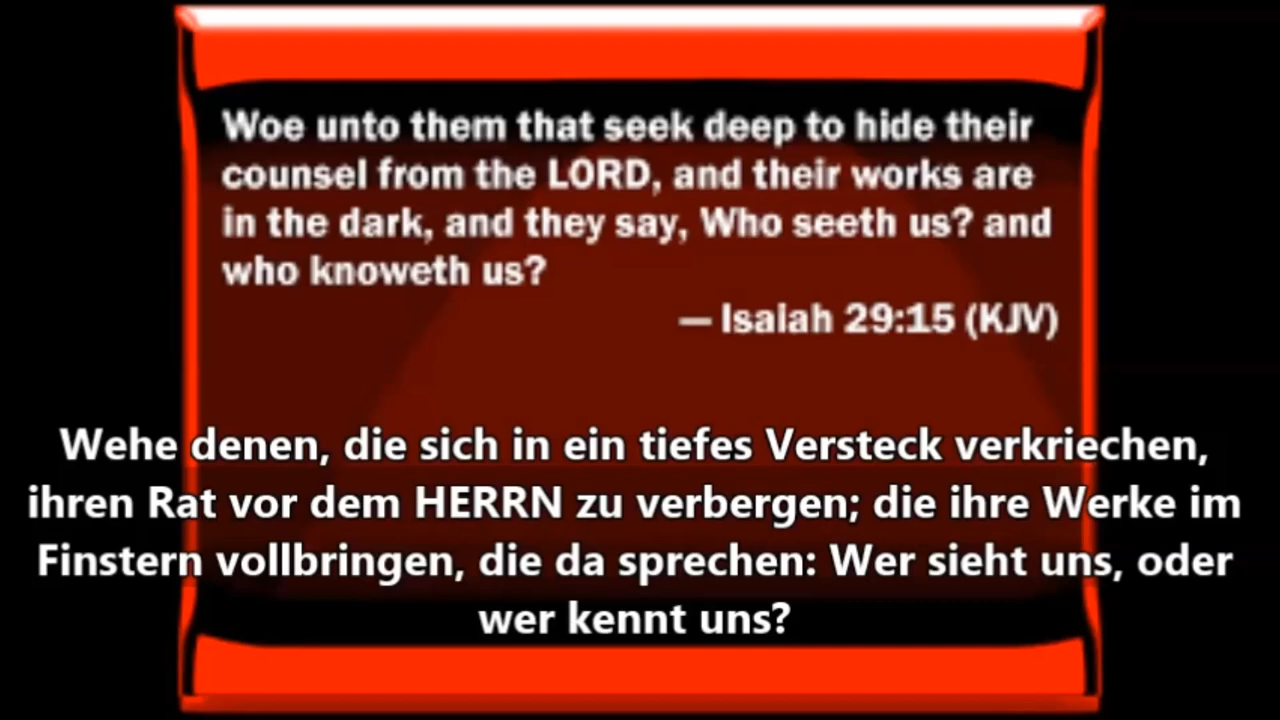 Woe unto them that seek deep to hide their
counsel from the LORD, and their works are
in the dark, and they say, Who seeth us? and
who knoweth us?
— Isaiah 29:15 (KJV)
Wehe denen, die sich in ein tiefes Versteck verkriechen,
ihren Rat vor dem HERRN zu verbergen; die ihre Werke im
Finstern vollbringen, die da sprechen: Wer sieht uns, oder
wer kennt uns?